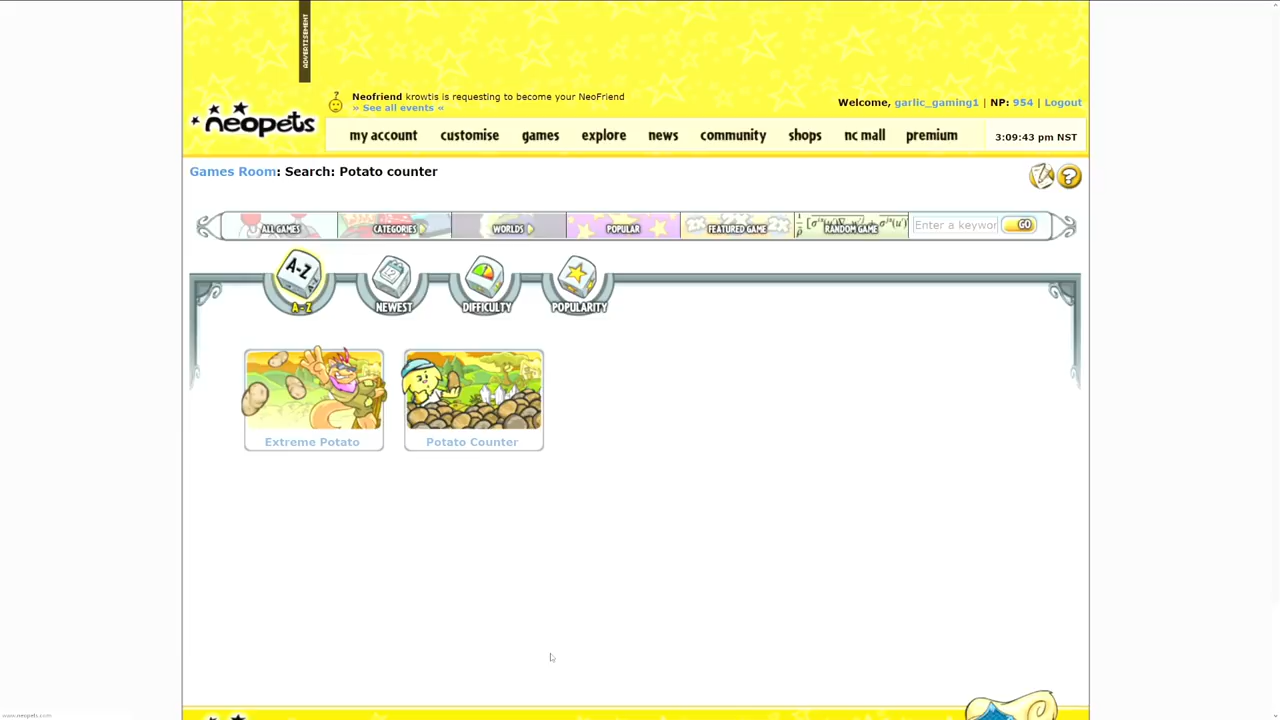 ADVERTISEMENT
Neofriend krowtis is requesting to become your NeoFriend
» See all events «
Welcome, garlic_gaming1 | NP: 954 | Logout
neopets
my account customise games explore news community shops nc mall premium 3:09:43 pm NST
Games Room: Search: Potato counter
ALL GAMES CATEGORIES WORLDS POPULAR FEATURED GAME RANDOM GAME Enter a keywor GO
A-Z
A-Z NEWEST DIFFICULTY POPULARITY
Extreme Potato Potato Counter
www.neopets.com